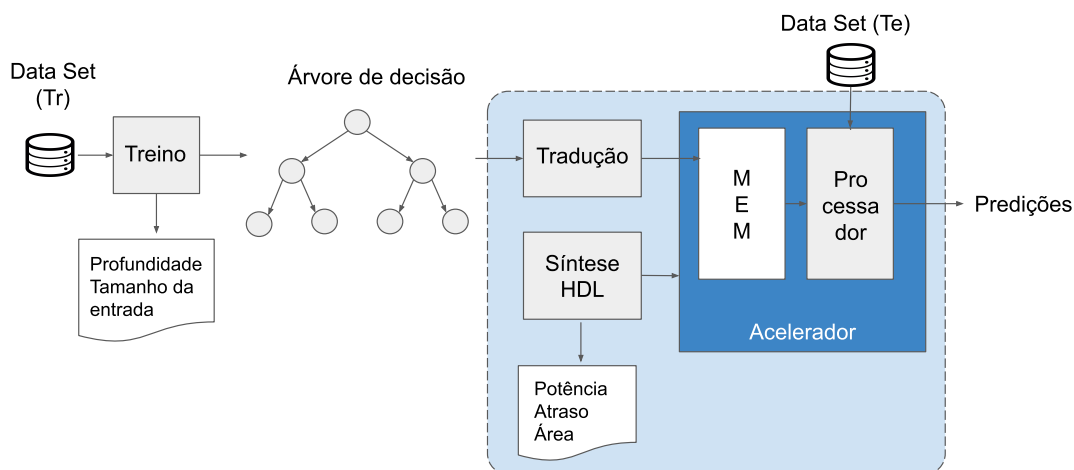 Data Set (Te)
Data Set
(Tr)
Árvore de decisão
Treino
Tradução
M
E
M
Pro
cessa
dor
Predições
Profundidade
Tamanho da
entrada
Síntese
HDL
Acelerador
Potência
Atraso
Área